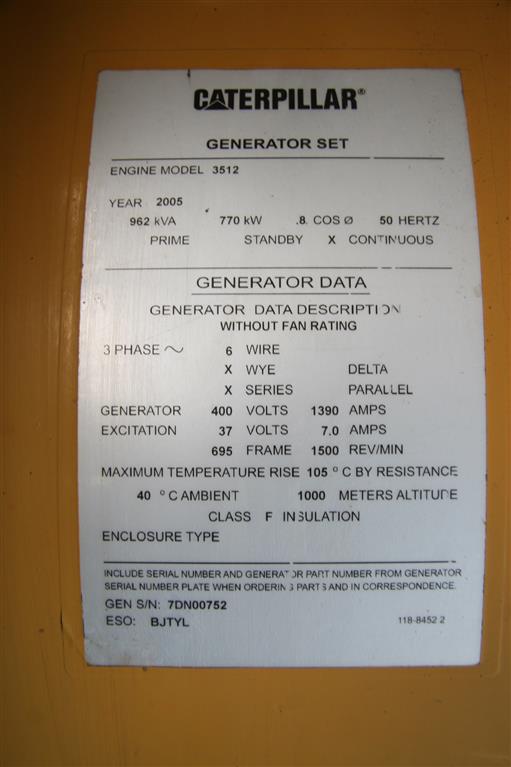 CATERPILLAR®
GENERATOR SET
ENGINE MODEL 3512
YEAR 2005
962 kVA 770 kW .8 COS Ø 50 HERTZ
PRIME STANDBY X CONTINUOUS
GENERATOR DATA
GENERATOR DATA DESCRIPTION
WITHOUT FAN RATING
3 PHASE ~ 6 WIRE
X WYE DELTA
X SERIES PARALLEL
GENERATOR 400 VOLTS 1390 AMPS
EXCITATION 37 VOLTS 7.0 AMPS
695 FRAME 1500 REV/MIN
MAXIMUM TEMPERATURE RISE 105 °C BY RESISTANCE
40 °C AMBIENT 1000 METERS ALTITUDE
CLASS F INSULATION
ENCLOSURE TYPE
INCLUDE SERIAL NUMBER AND GENERATOR PART NUMBER FROM GENERATOR
SERIAL NUMBER PLATE WHEN ORDERING PARTS AND IN CORRESPONDENCE.
GEN S/N: 7DN00752
ESO: BJTYL 118-8452 2